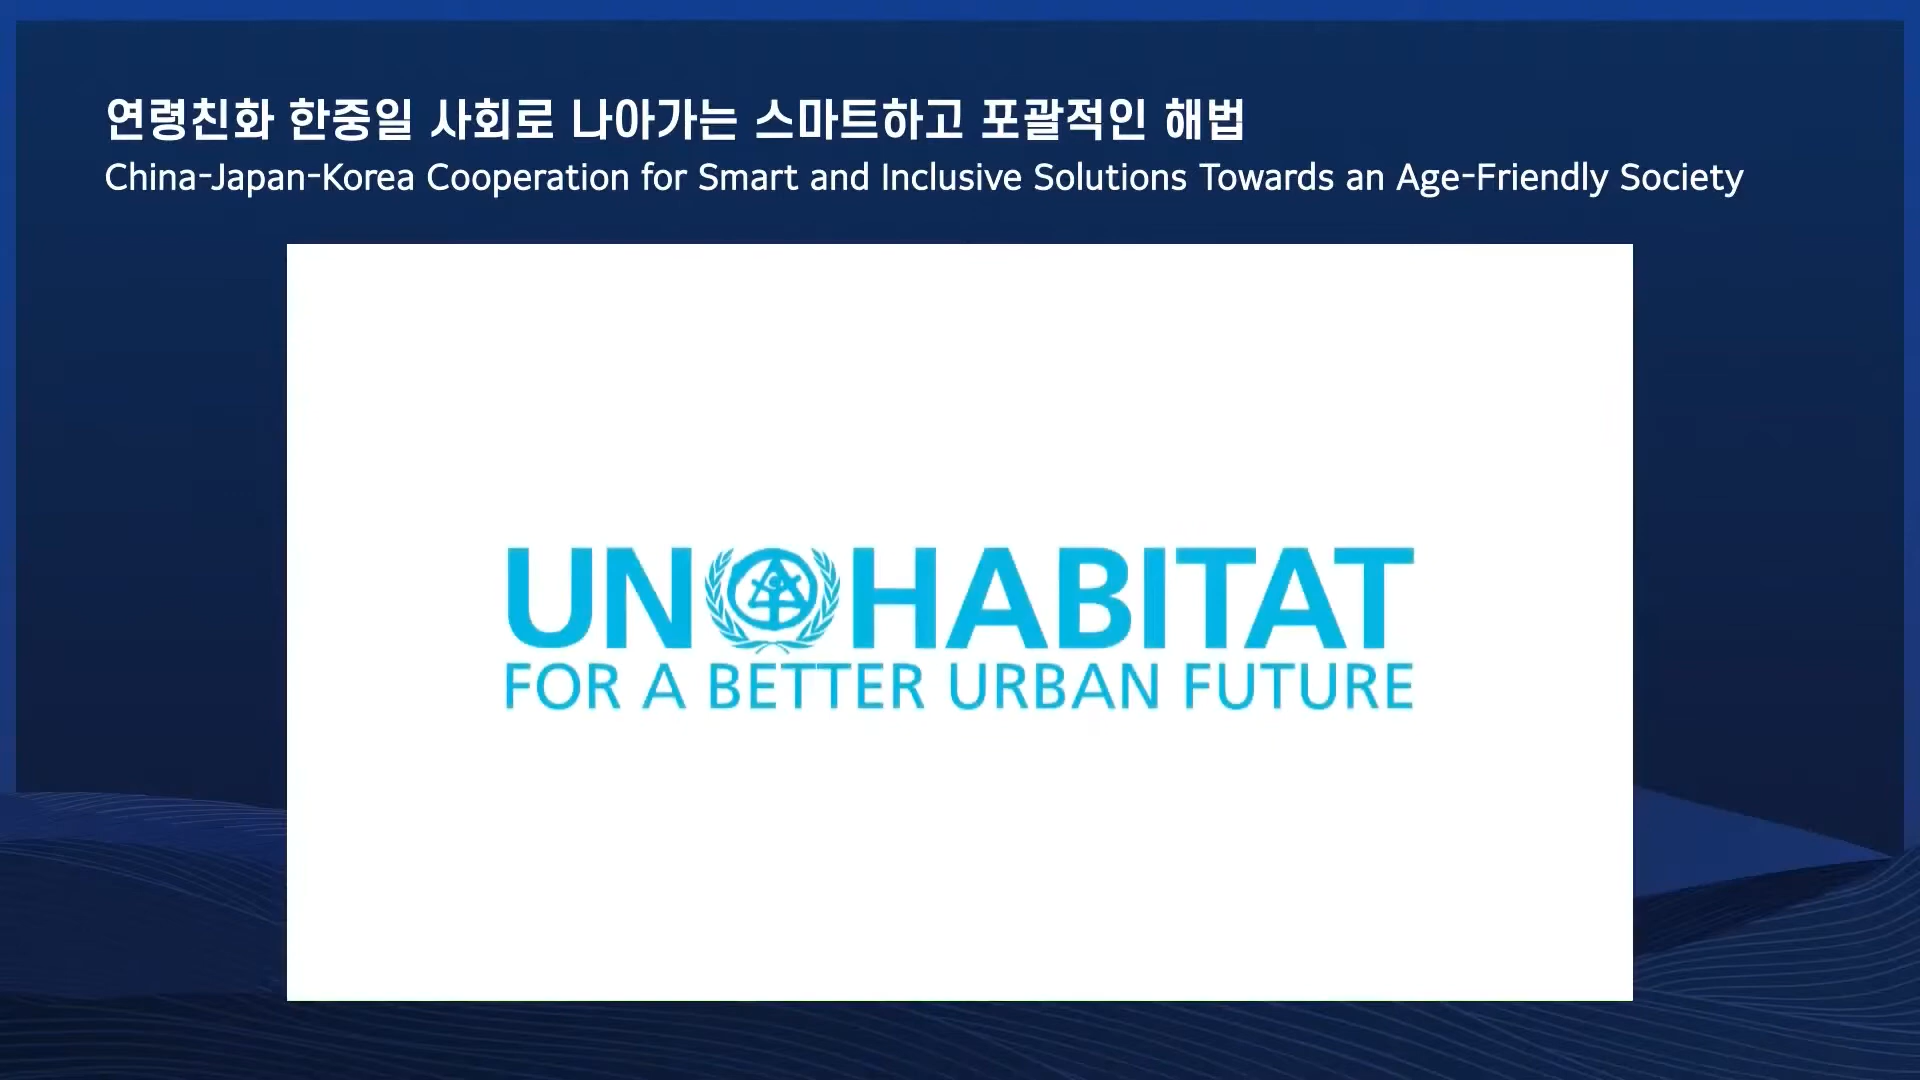 연령친화 한중일 사회로 나아가는 스마트하고 포괄적인 해법
China-Japan-Korea Cooperation for Smart and Inclusive Solutions Towards an Age-Friendly Society
UN HABITAT
FOR A BETTER URBAN FUTURE